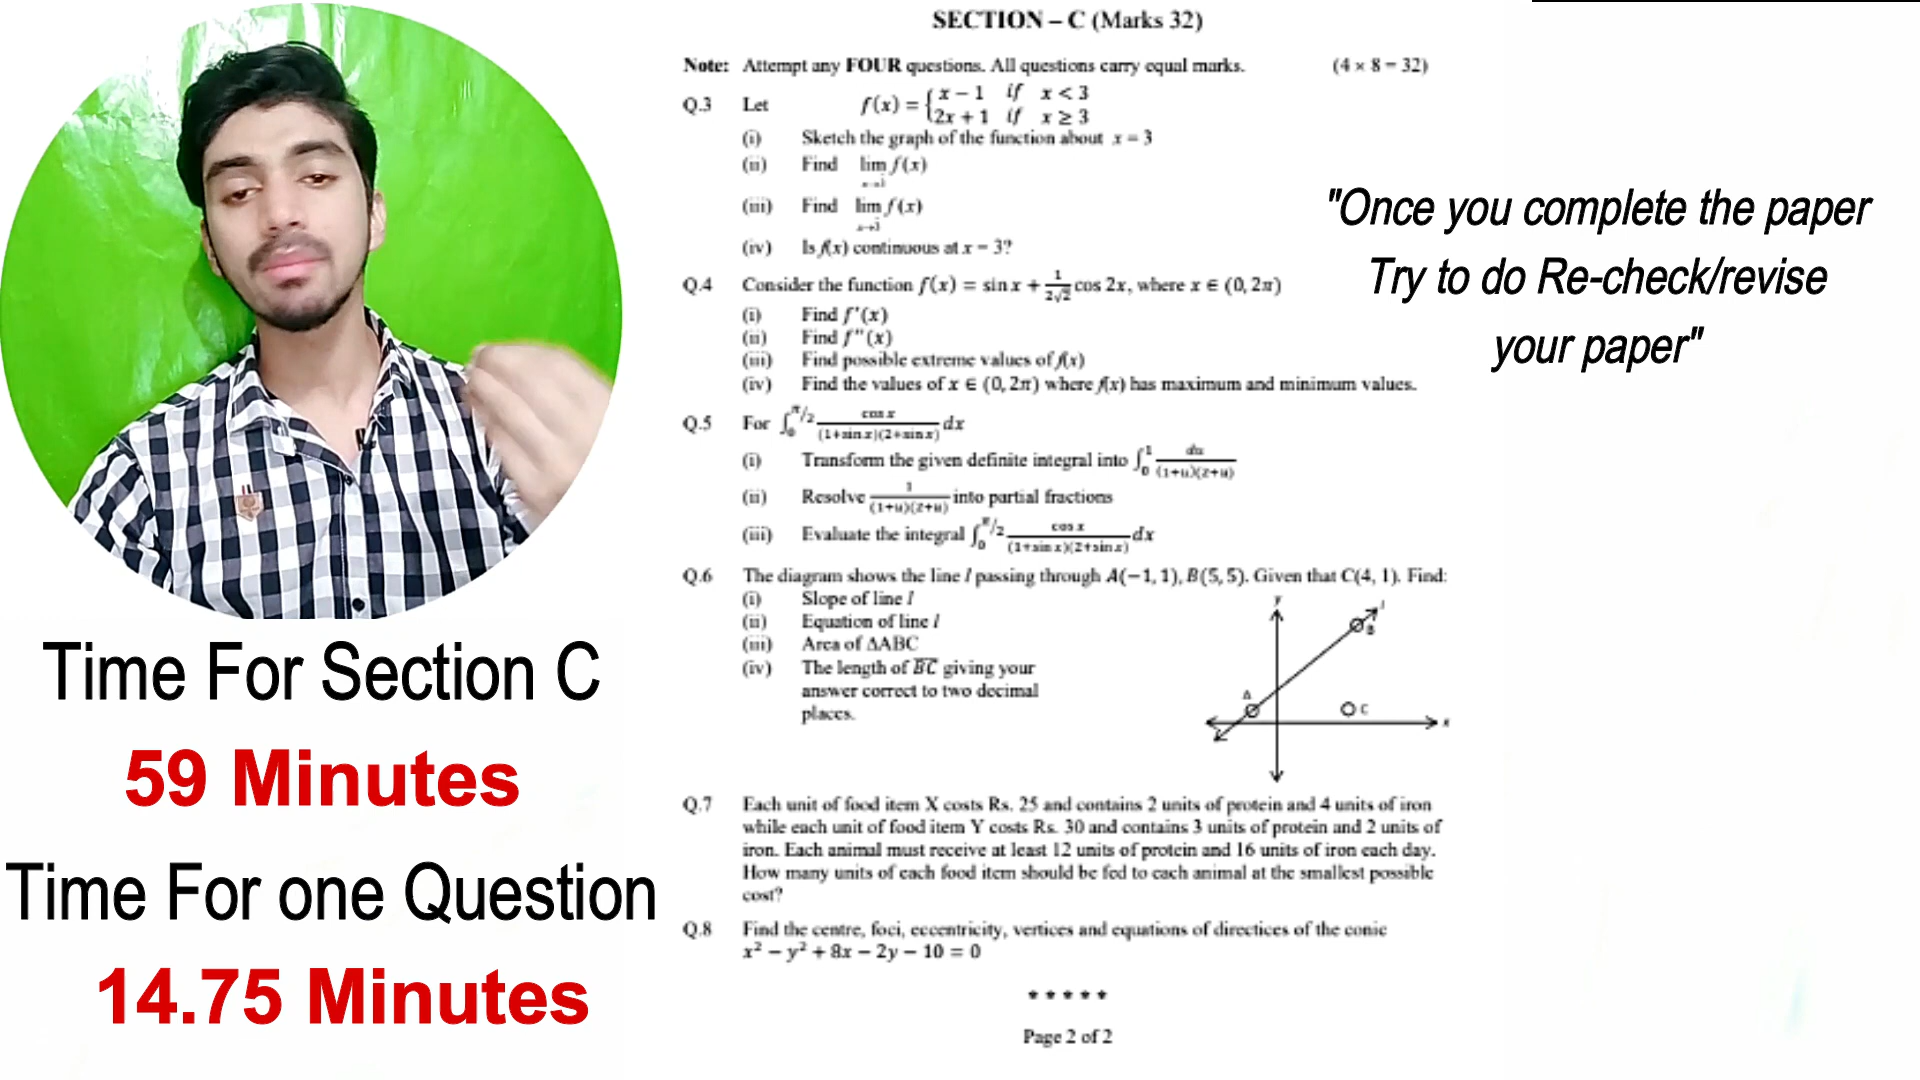 SECTION – C (Marks 32)
Note: Attempt any FOUR questions. All questions carry equal marks. (4 × 8 = 32)
Q.3 Let f(x) = {x − 1 if x < 3
2x + 1 if x ≥ 3
(i) Sketch the graph of the function about x = 3
(ii) Find lim f(x)
(iii) Find lim f(x)
(iv) Is f(x) continuous at x = 3?
Q.4 Consider the function f(x) = sin x + 1/(2√2) cos 2x, where x ∈ (0, 2π)
(i) Find f'(x)
(ii) Find f''(x)
(iii) Find possible extreme values of f(x)
(iv) Find the values of x ∈ (0, 2π) where f(x) has maximum and minimum values.
Q.5 For ∫₀^π/2 cos x/((1+sin x)(2+sin x)) dx
(i) Transform the given definite integral into ∫₀¹ du/((1+u)(2+u))
(ii) Resolve 1/((1+u)(2+u)) into partial fractions
(iii) Evaluate the integral ∫₀^π/2 cos x/((1+sin x)(2+sin x)) dx
Q.6 The diagram shows the line l passing through A(−1, 1), B(5, 5). Given that C(4, 1). Find:
(i) Slope of line l
(ii) Equation of line l
(iii) Area of ΔABC
(iv) The length of B̅C̅ giving your
answer correct to two decimal
places.
y
l
B
A
C
x
Q.7 Each unit of food item X costs Rs. 25 and contains 2 units of protein and 4 units of iron
while each unit of food item Y costs Rs. 30 and contains 3 units of protein and 2 units of
iron. Each animal must receive at least 12 units of protein and 16 units of iron each day.
How many units of each food item should be fed to each animal at the smallest possible
cost?
Q.8 Find the centre, foci, eccentricity, vertices and equations of directices of the conic
x² − y² + 8x − 2y − 10 = 0
*****
Page 2 of 2
"Once you complete the paper
Try to do Re-check/revise
your paper"
Time For Section C
59 Minutes
Time For one Question
14.75 Minutes